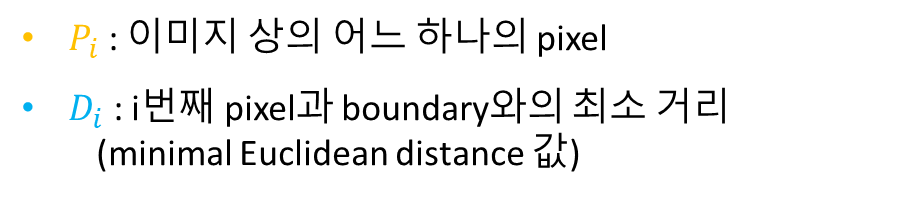 • P_i : 이미지 상의 어느 하나의 pixel
• D_i : i번째 pixel과 boundary와의 최소 거리
(minimal Euclidean distance 값)